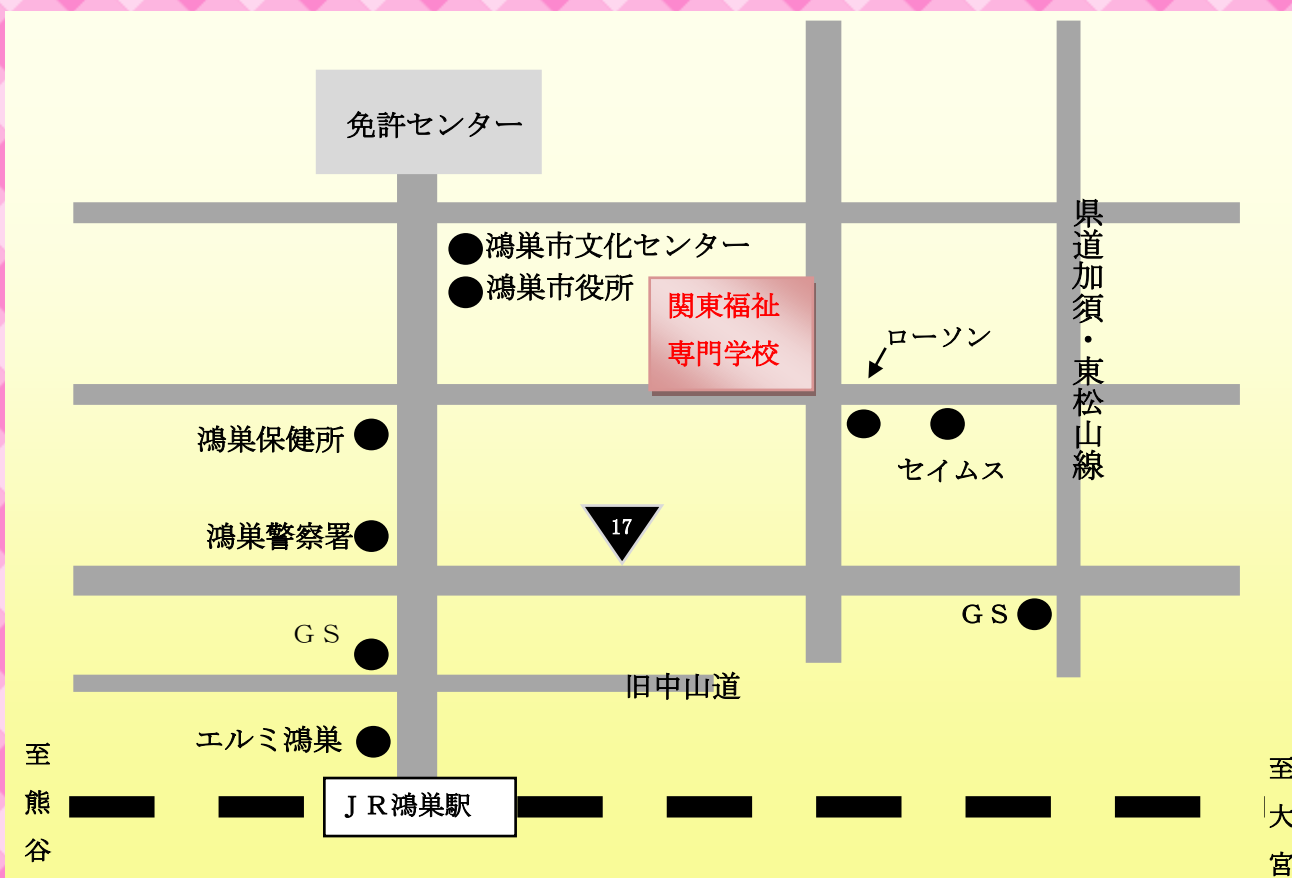 免許センター
鴻巣市文化センター
鴻巣市役所
関東福祉
専門学校
ローソン
県道加須・東松山線
鴻巣保健所
セイムス
鴻巣警察署
17
ＧＳ
ＧＳ
旧中山道
エルミ鴻巣
至熊谷
ＪＲ鴻巣駅
至大宮